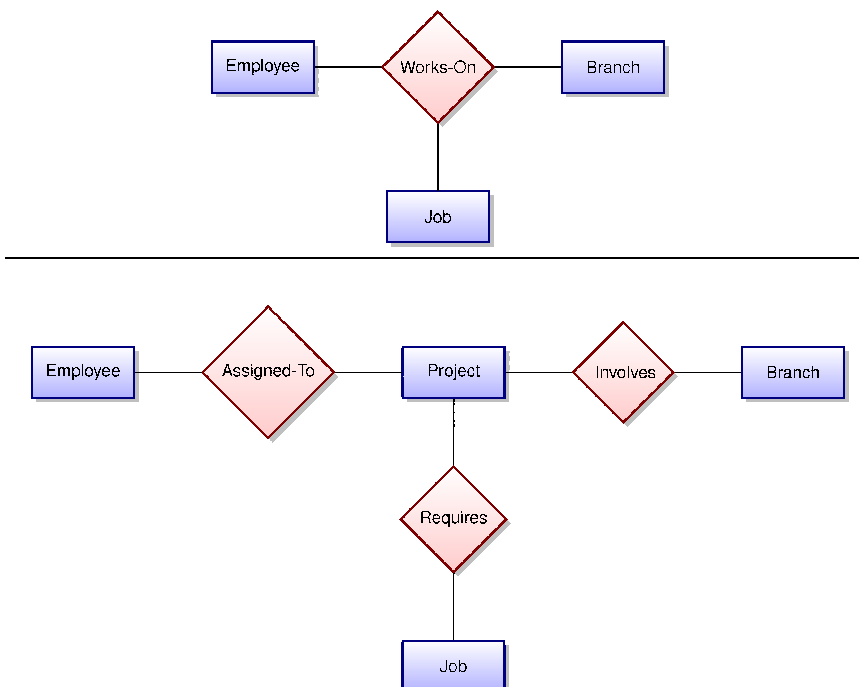 Employee
Works-On
Branch
Job
Employee
Assigned-To
Project
Involves
Branch
Requires
Job